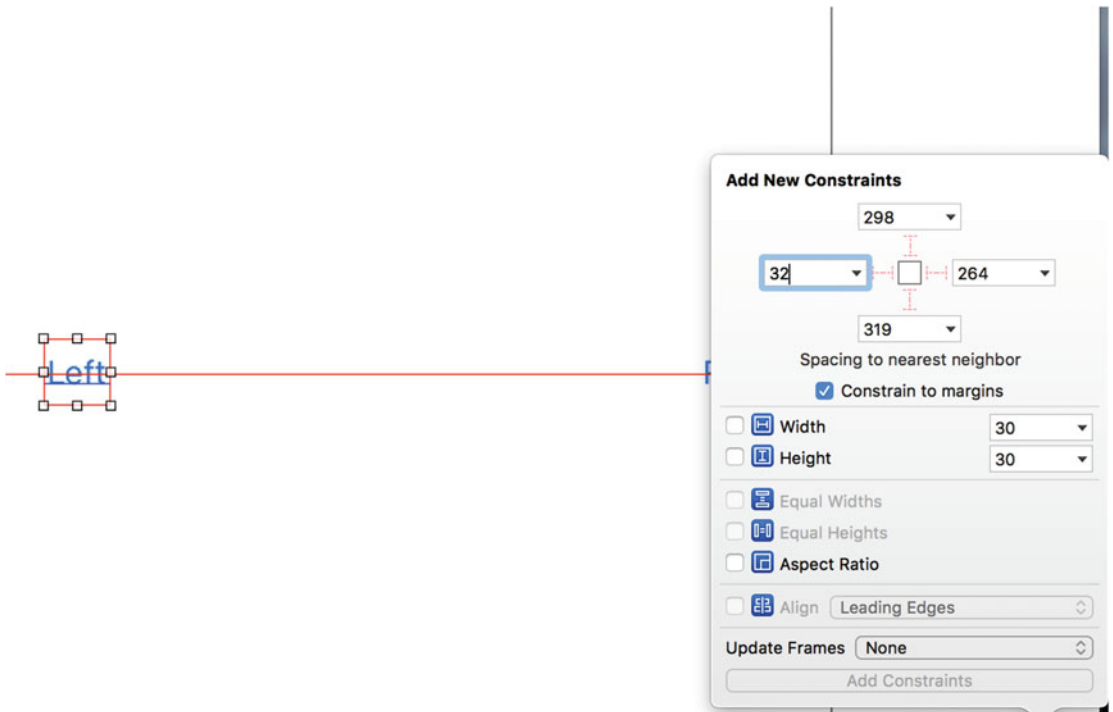 Add New Constraints
298
32
264
319
Spacing to nearest neighbor
Constrain to margins
Left
Width 30
Height 30
Equal Widths
Equal Heights
Aspect Ratio
Align Leading Edges
Update Frames None
Add Constraints